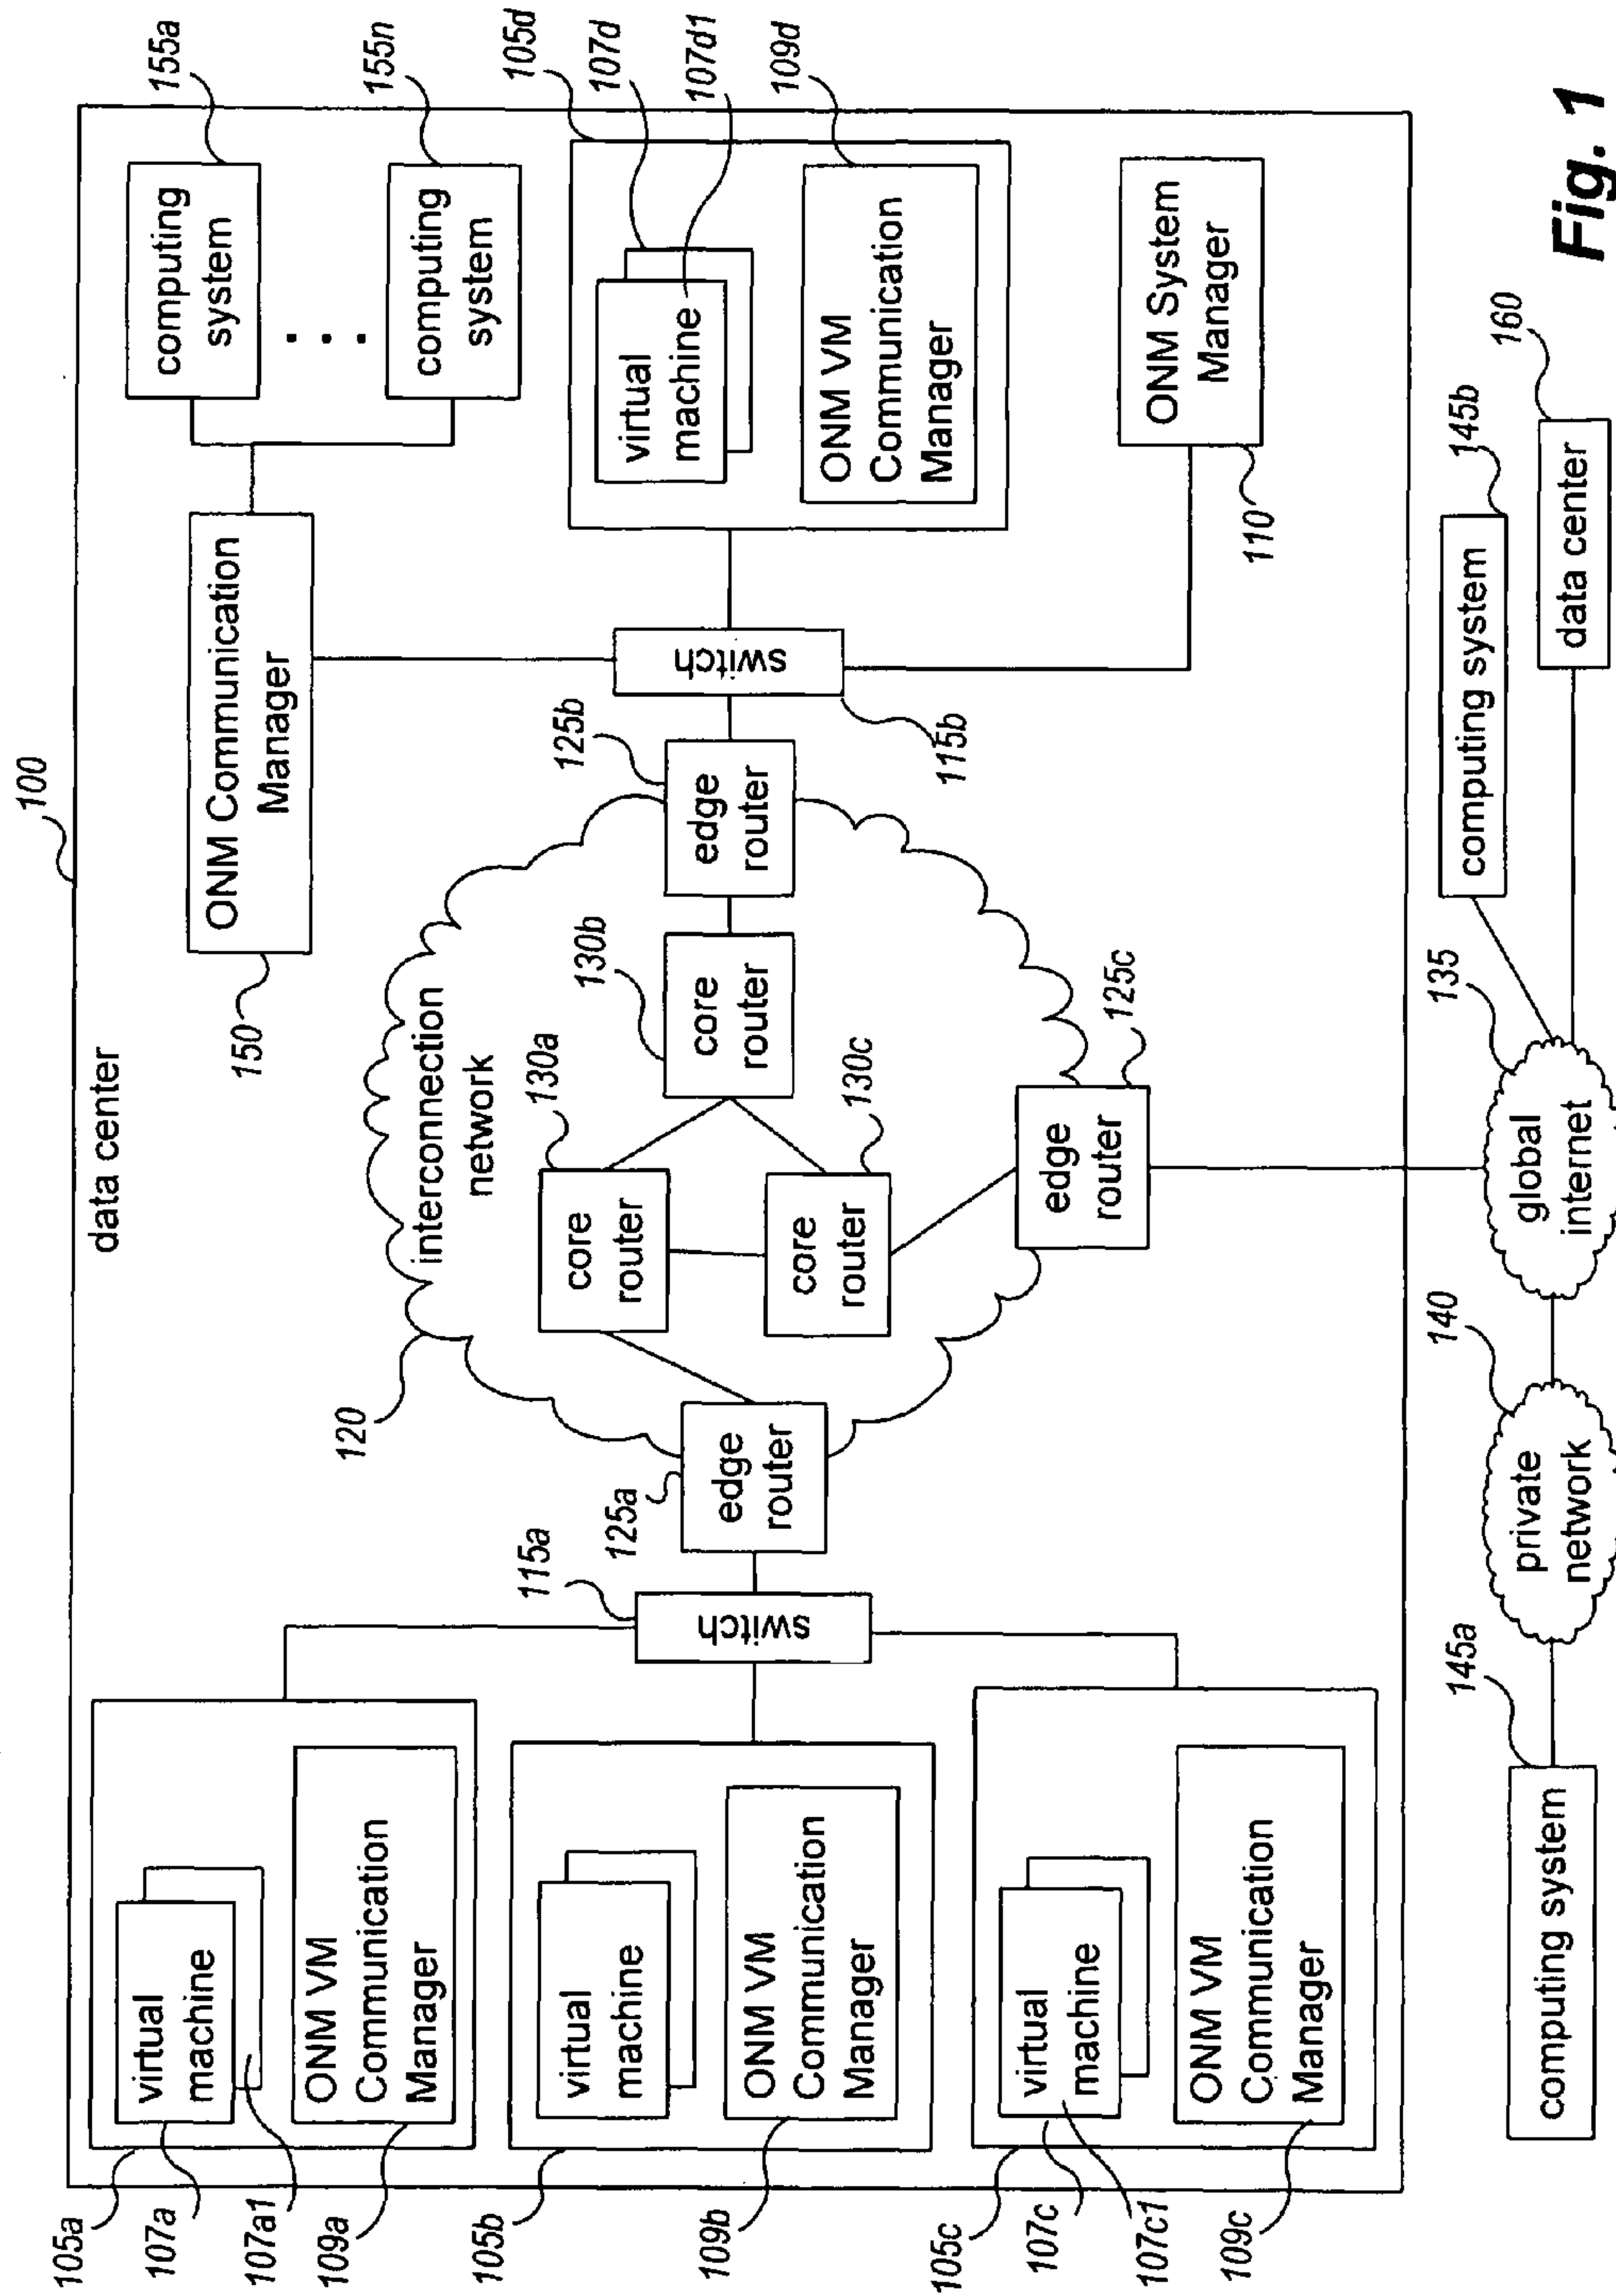 100
data center
105a
107a
107a1
109a
virtual
machine
ONM VM
Communication
Manager
105b
109b
virtual
machine
ONM VM
Communication
Manager
105c
107c
107c1
109c
virtual
machine
ONM VM
Communication
Manager
115a
switch
125a
edge
router
120
interconnection
network
130a
core
router
130b
core
router
130c
core
router
125b
edge
router
125c
edge
router
115b
switch
150
ONM Communication
Manager
155a
computing
system
. . .
155n
computing
system
105d
107d
107d1
virtual
machine
109d
ONM VM
Communication
Manager
110
ONM System
Manager
145a
computing system
140
private
network
135
global
internet
145b
computing system
160
data center
Fig. 1